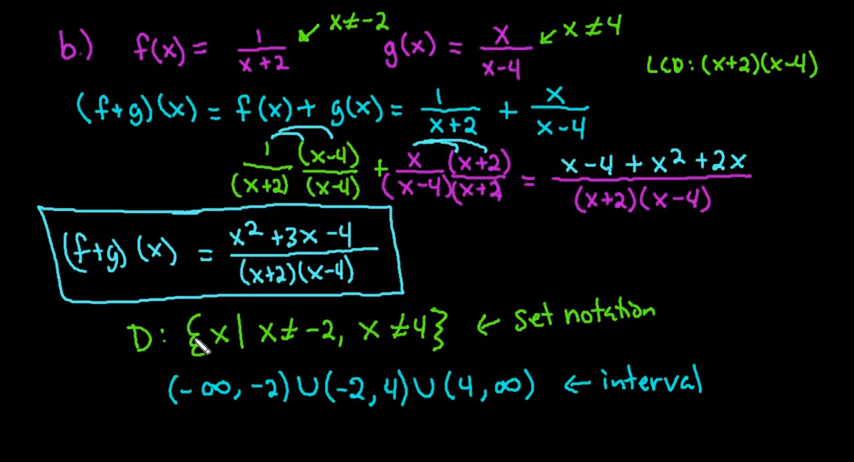 b.) f(x) = 1/(x+2) ↙ x≠-2 g(x) = x/(x-4) ↙ x≠4
LCD: (x+2)(x-4)
(f+g)(x) = f(x) + g(x) = 1/(x+2) + x/(x-4)
1/(x+2) (x-4)/(x-4) + x/(x-4) (x+2)/(x+2) = (x-4+x²+2x)/((x+2)(x-4))
(f+g)(x) = (x²+3x-4)/((x+2)(x-4))
D: {x | x≠-2, x≠4} ← set notation
(-∞,-2)∪(-2,4)∪(4,∞) ← interval